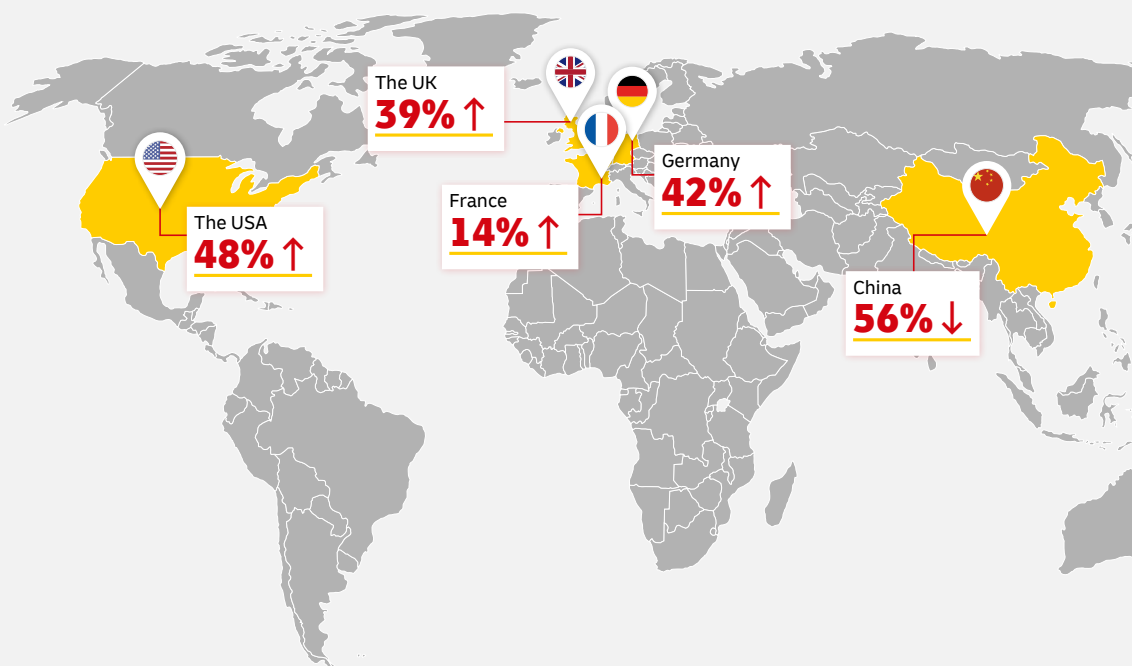 The UK
39% ↑
Germany
42% ↑
France
14% ↑
The USA
48% ↑
China
56% ↓